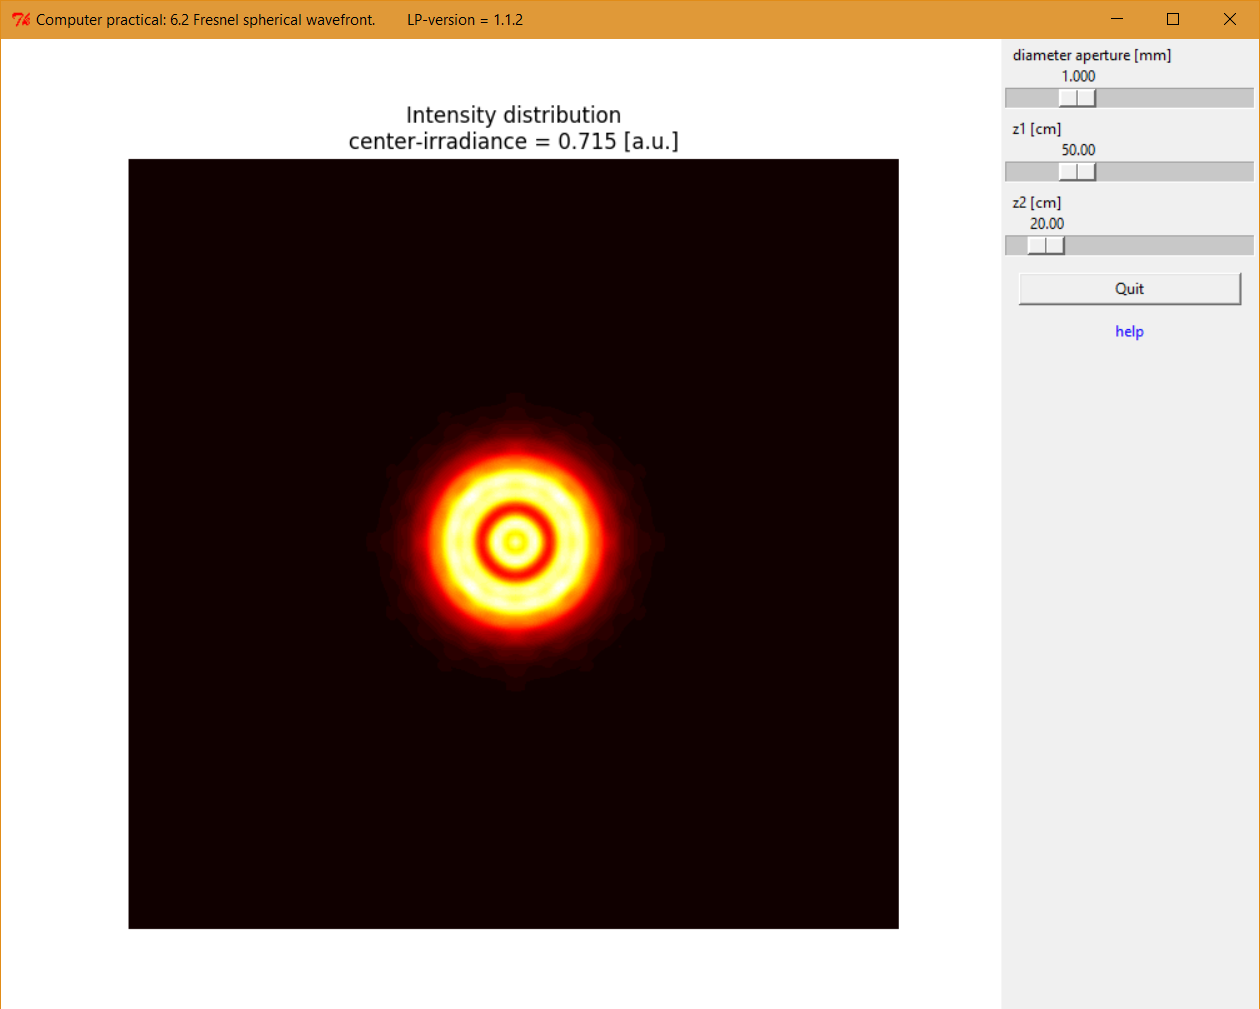 Computer practical: 6.2 Fresnel spherical wavefront. LP-version = 1.1.2
Intensity distribution
center-irradiance = 0.715 [a.u.]
diameter aperture [mm]
1.000
z1 [cm]
50.00
z2 [cm]
20.00
Quit
help